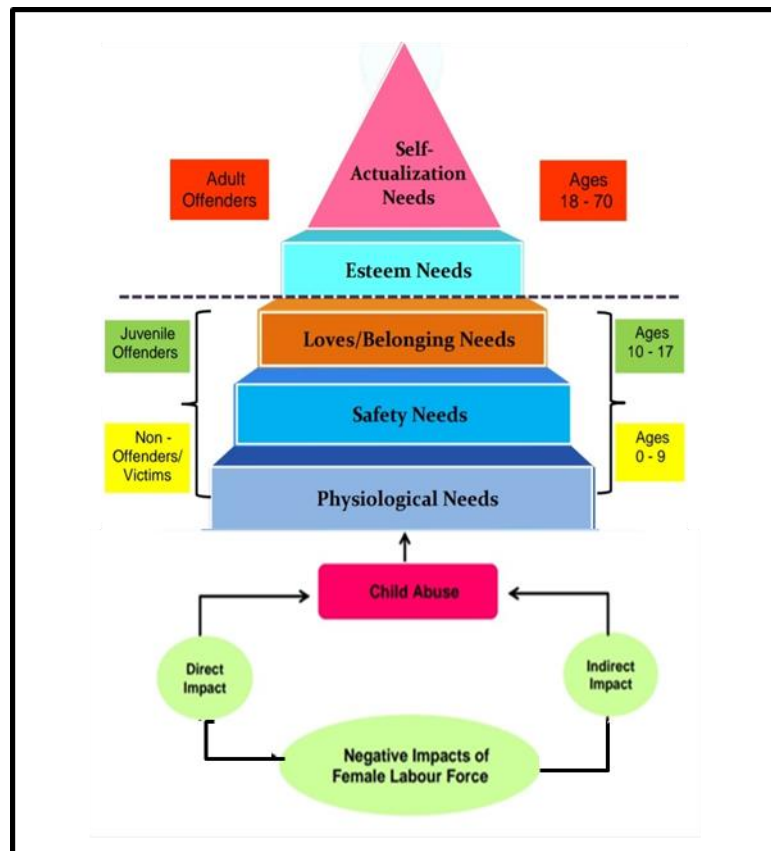 Self-
Actualization
Needs
Adult
Offenders
Ages
18 - 70
Esteem Needs
Loves/Belonging Needs
Juvenile
Offenders
Ages
10 - 17
Safety Needs
Non -
Offenders/
Victims
Ages
0 - 9
Physiological Needs
Child Abuse
Direct
Impact
Indirect
Impact
Negative Impacts of
Female Labour Force